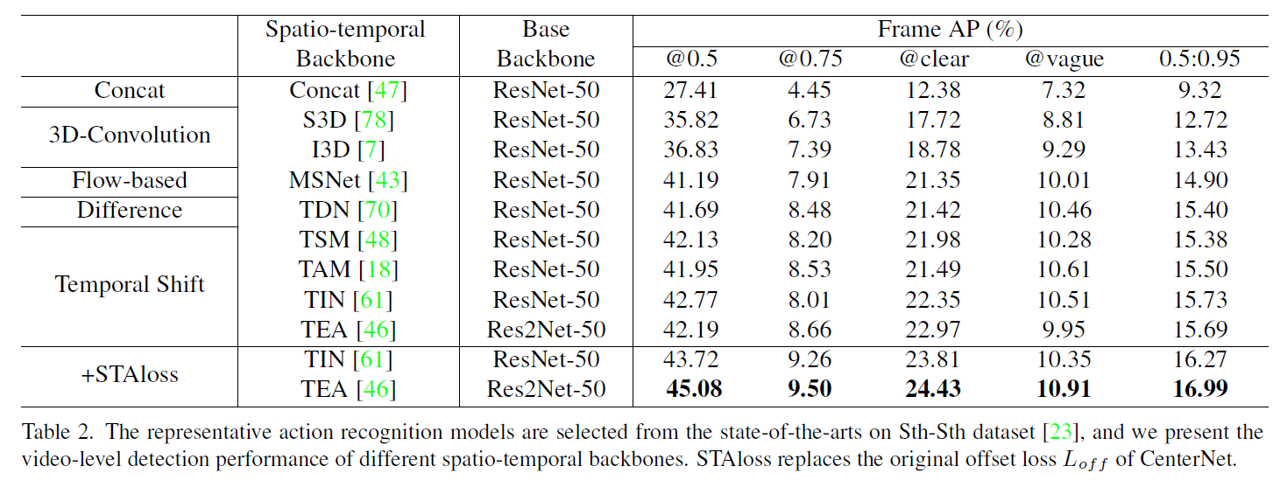 Spatio-temporal Base Frame AP (%)
Backbone Backbone @0.5 @0.75 @clear @vague 0.5:0.95
Concat Concat [47] ResNet-50 27.41 4.45 12.38 7.32 9.32
3D-Convolution S3D [78] ResNet-50 35.82 6.73 17.72 8.81 12.72
I3D [7] ResNet-50 36.83 7.39 18.78 9.29 13.43
Flow-based MSNet [43] ResNet-50 41.19 7.91 21.35 10.01 14.90
Difference TDN [70] ResNet-50 41.69 8.48 21.42 10.46 15.40
Temporal Shift TSM [48] ResNet-50 42.13 8.20 21.98 10.28 15.38
TAM [18] ResNet-50 41.95 8.53 21.49 10.61 15.50
TIN [61] ResNet-50 42.77 8.01 22.35 10.51 15.73
TEA [46] Res2Net-50 42.19 8.66 22.97 9.95 15.69
+STAloss TIN [61] ResNet-50 43.72 9.26 23.81 10.35 16.27
TEA [46] Res2Net-50 45.08 9.50 24.43 10.91 16.99
Table 2. The representative action recognition models are selected from the state-of-the-arts on Sth-Sth dataset [23], and we present the
video-level detection performance of different spatio-temporal backbones. STAloss replaces the original offset loss L_off of CenterNet.